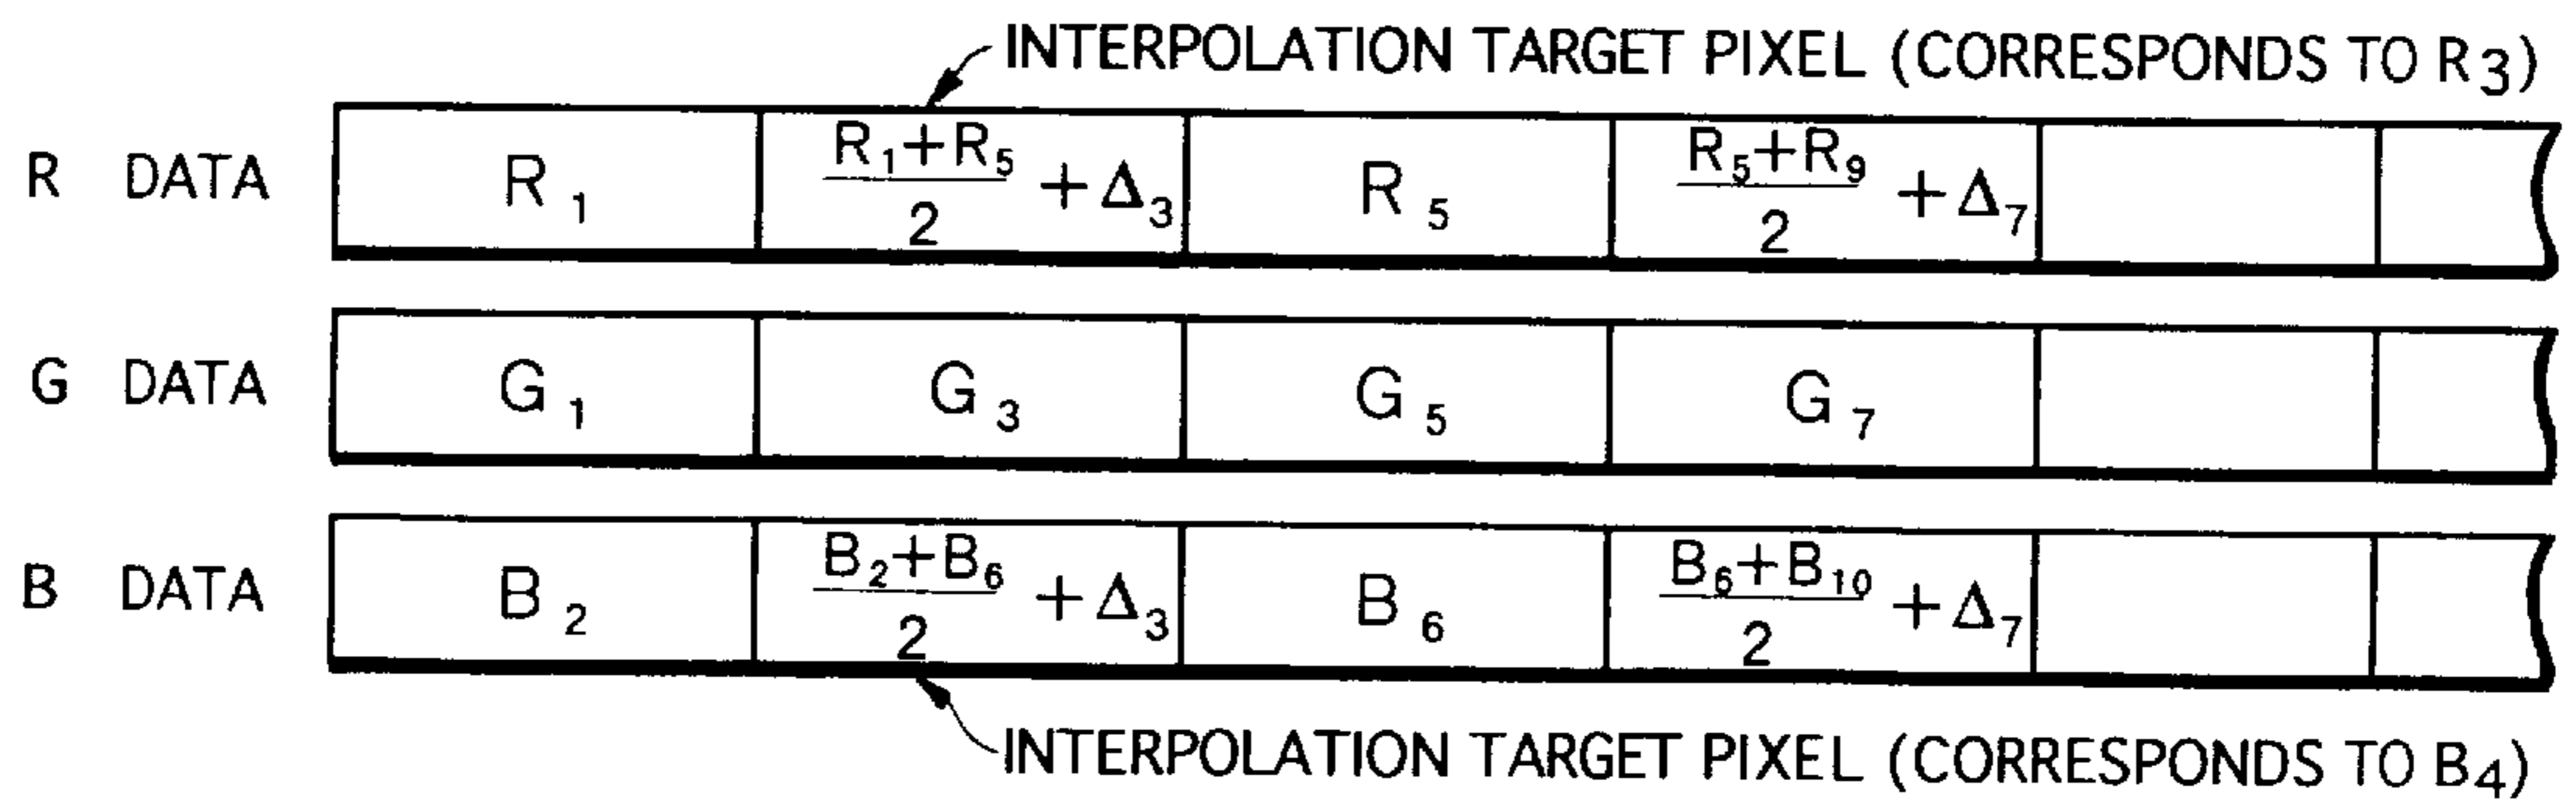 INTERPOLATION TARGET PIXEL (CORRESPONDS TO R₃)
R DATA R₁ (R₁+R₅)/2 +Δ₃ R₅ (R₅+R₉)/2 +Δ₇
G DATA G₁ G₃ G₅ G₇
B DATA B₂ (B₂+B₆)/2 +Δ₃ B₆ (B₆+B₁₀)/2 +Δ₇
INTERPOLATION TARGET PIXEL (CORRESPONDS TO B₄)